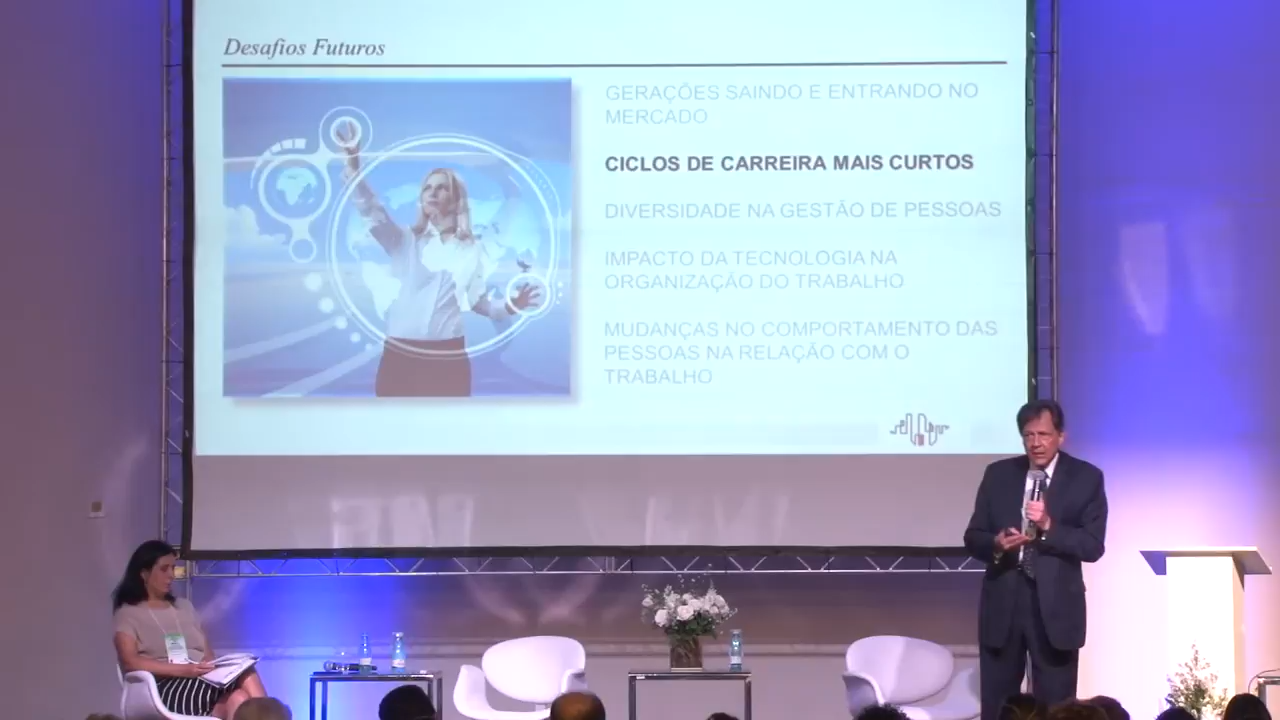 Desafios Futuros
GERAÇÕES SAINDO E ENTRANDO NO
MERCADO
CICLOS DE CARREIRA MAIS CURTOS
DIVERSIDADE NA GESTÃO DE PESSOAS
IMPACTO DA TECNOLOGIA NA
ORGANIZAÇÃO DO TRABALHO
MUDANÇAS NO COMPORTAMENTO DAS
PESSOAS NA RELAÇÃO COM O
TRABALHO